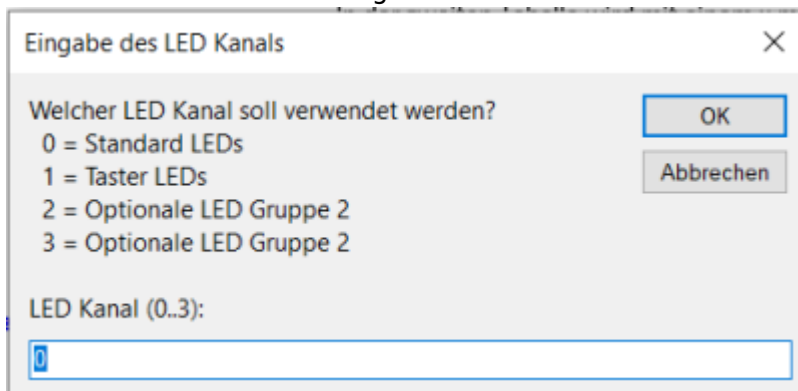 Eingabe des LED Kanals
Welcher LED Kanal soll verwendet werden?
0 = Standard LEDs
1 = Taster LEDs
2 = Optionale LED Gruppe 2
3 = Optionale LED Gruppe 2
OK
Abbrechen
LED Kanal (0..3):
0